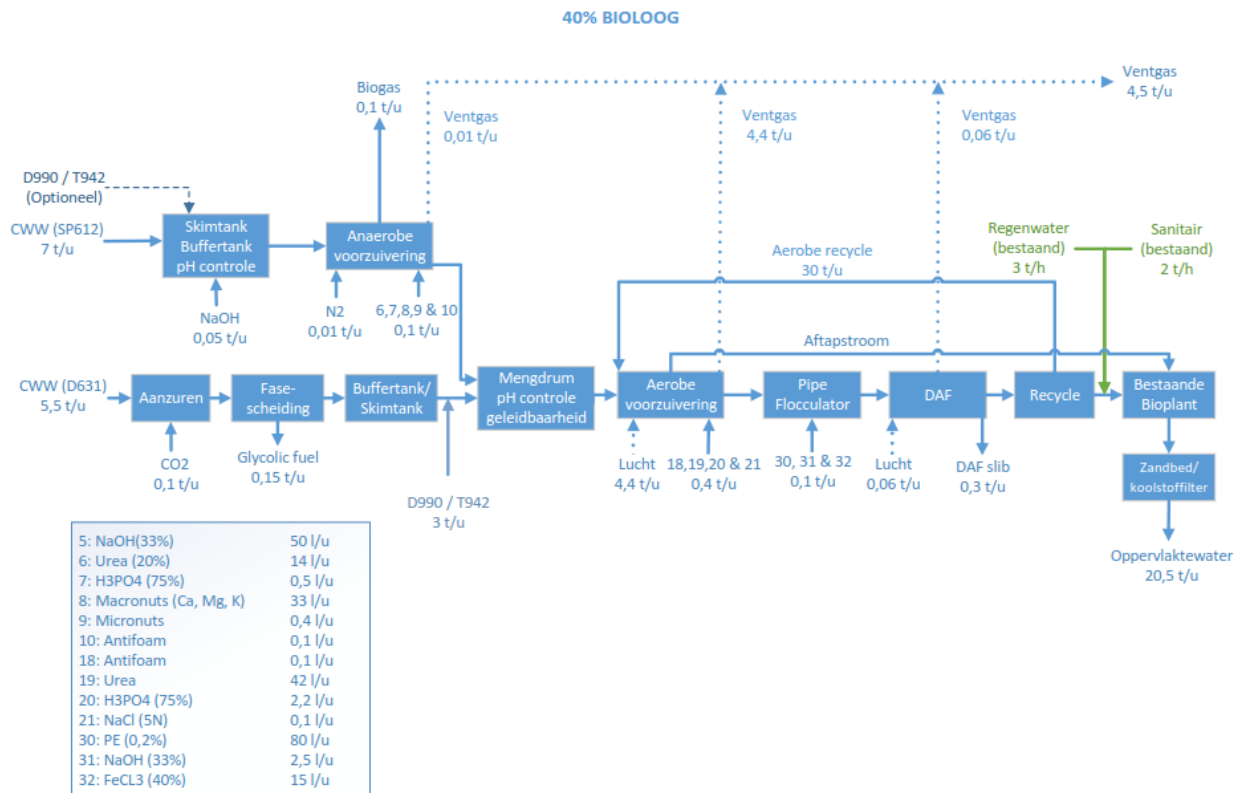 40% BIOLOOG
Biogas
0,1 t/u
Ventgas
0,01 t/u
Ventgas
4,4 t/u
Ventgas
0,06 t/u
Ventgas
4,5 t/u
D990 / T942
(Optioneel)
CWW (SP612)
7 t/u
Skimtank
Buffertank
pH controle
Anaerobe
voorzuivering
NaOH
0,05 t/u
N2
0,01 t/u
6,7,8,9 & 10
0,1 t/u
Aerobe recycle
30 t/u
Regenwater
(bestaand)
3 t/h
Sanitair
(bestaand)
2 t/h
Aftapstroom
CWW (D631)
5,5 t/u
Aanzuren
Fase-
scheiding
Buffertank/
Skimtank
Mengdrum
pH controle
geleidbaarheid
Aerobe
voorzuivering
Pipe
Flocculator
DAF
Recycle
Bestaande
Bioplant
CO2
0,1 t/u
Glycolic fuel
0,15 t/u
D990 / T942
3 t/u
Lucht
4,4 t/u
18,19,20 & 21
0,4 t/u
30, 31 & 32
0,1 t/u
Lucht
0,06 t/u
DAF slib
0,3 t/u
Zandbed/
koolstoffilter
Oppervlaktewater
20,5 t/u
5: NaOH(33%) 50 l/u
6: Urea (20%) 14 l/u
7: H3PO4 (75%) 0,5 l/u
8: Macronuts (Ca, Mg, K) 33 l/u
9: Micronuts 0,4 l/u
10: Antifoam 0,1 l/u
18: Antifoam 0,1 l/u
19: Urea 42 l/u
20: H3PO4 (75%) 2,2 l/u
21: NaCl (5N) 0,1 l/u
30: PE (0,2%) 80 l/u
31: NaOH (33%) 2,5 l/u
32: FeCL3 (40%) 15 l/u